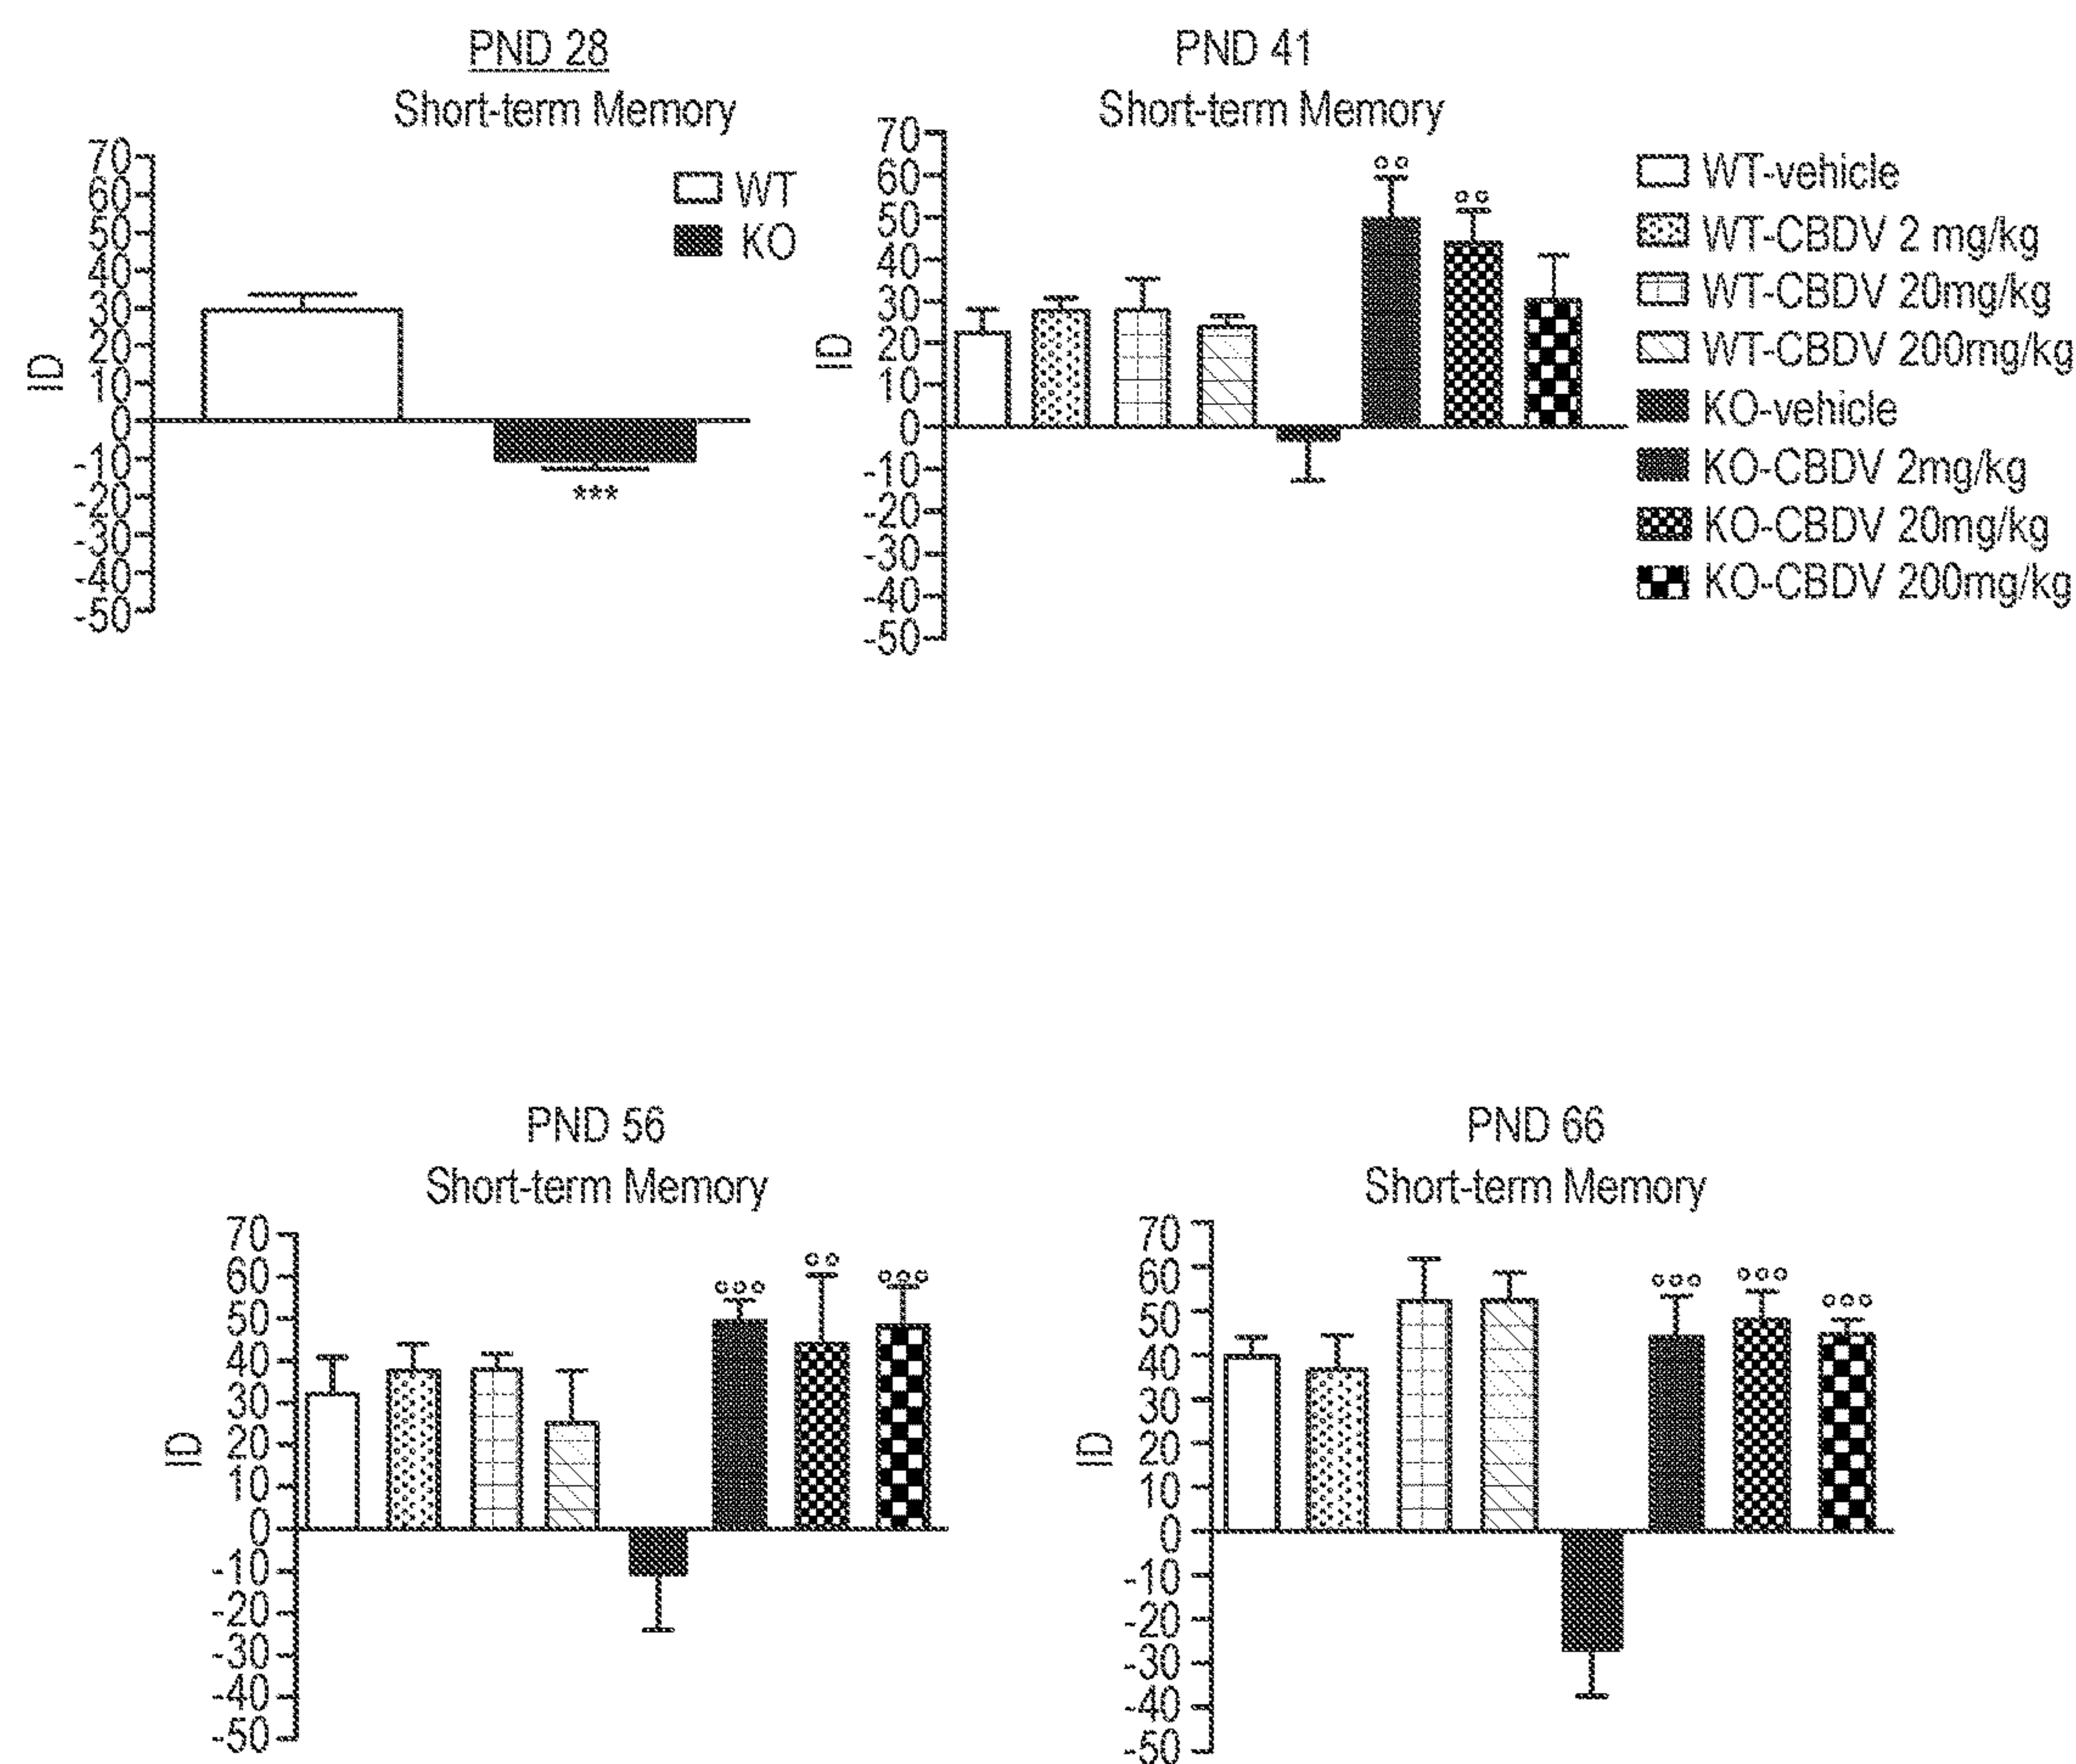 PND 28
Short-term Memory
70
60
50
40
30
20
10
0
-10
-20
-30
-40
-50
ID
WT
KO
***
PND 41
Short-term Memory
70
60
50
40
30
20
10
0
-10
-20
-30
-40
-50
ID
°°
°°
WT-vehicle
WT-CBDV 2 mg/kg
WT-CBDV 20mg/kg
WT-CBDV 200mg/kg
KO-vehicle
KO-CBDV 2mg/kg
KO-CBDV 20mg/kg
KO-CBDV 200mg/kg
PND 56
Short-term Memory
70
60
50
40
30
20
10
0
-10
-20
-30
-40
-50
ID
°°°
°°
°°°
PND 66
Short-term Memory
70
60
50
40
30
20
10
0
-10
-20
-30
-40
-50
ID
°°°
°°°
°°°